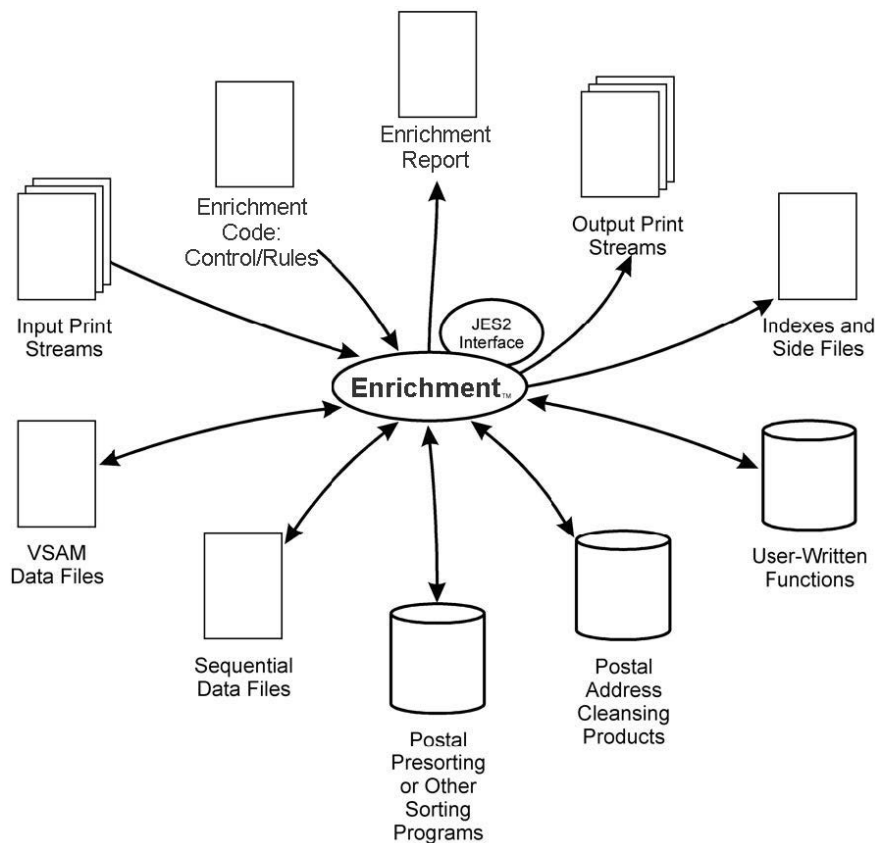 Enrichment
Report
Enrichment
Code:
Control/Rules
Output Print
Streams
Input Print
Streams
JES2
Interface
Indexes and
Side Files
Enrichment™
VSAM
Data Files
User-Written
Functions
Sequential
Data Files
Postal
Address
Cleansing
Products
Postal
Presorting
or Other
Sorting
Programs